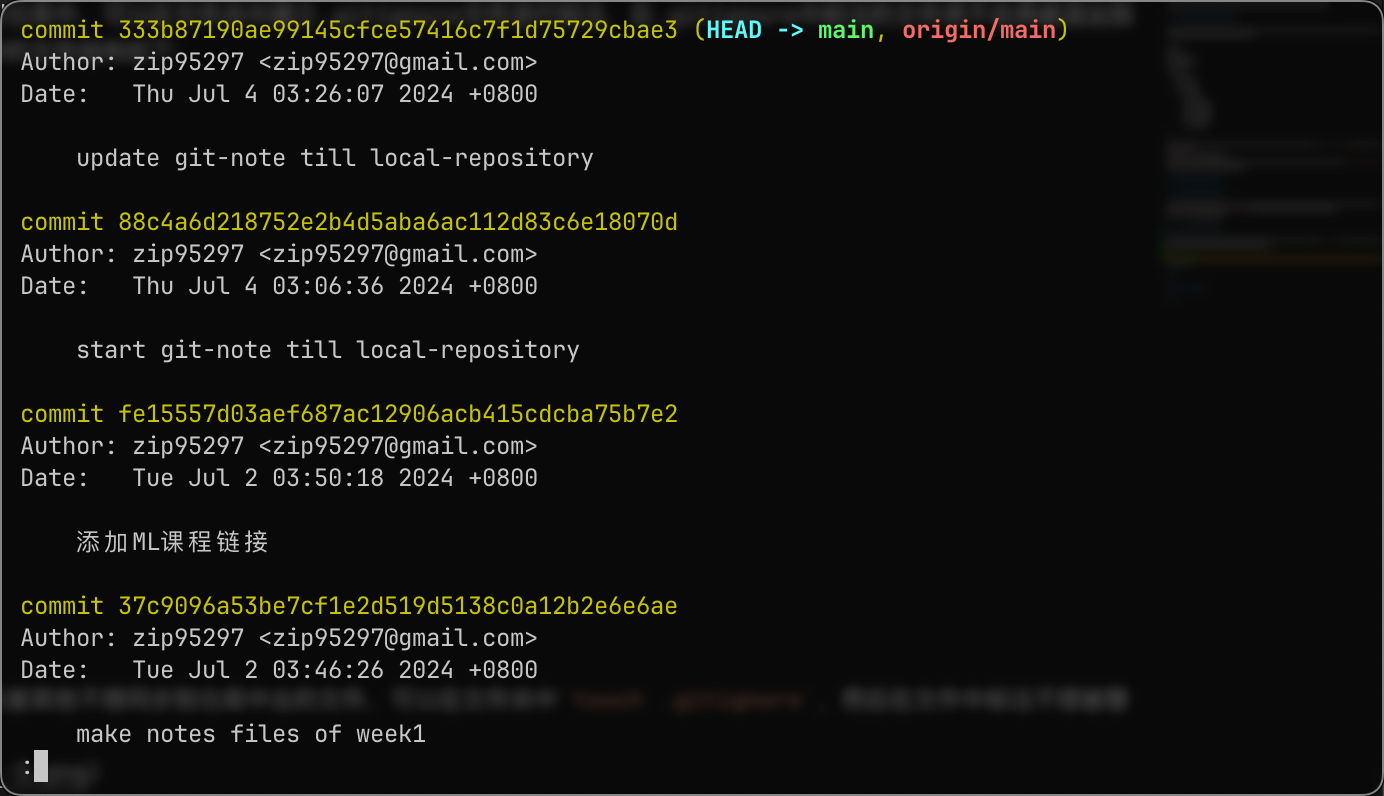 commit 333b87190ae99145cfce57416c7f1d75729cbae3 (HEAD -> main, origin/main)
Author: zip95297 <zip95297@gmail.com>
Date:   Thu Jul 4 03:26:07 2024 +0800
update git-note till local-repository
commit 88c4a6d218752e2b4d5aba6ac112d83c6e18070d
Author: zip95297 <zip95297@gmail.com>
Date:   Thu Jul 4 03:06:36 2024 +0800
start git-note till local-repository
commit fe15557d03aef687ac12906acb415cdcba75b7e2
Author: zip95297 <zip95297@gmail.com>
Date:   Tue Jul 2 03:50:18 2024 +0800
添加ML课程链接
commit 37c9096a53be7cf1e2d519d5138c0a12b2e6e6ae
Author: zip95297 <zip95297@gmail.com>
Date:   Tue Jul 2 03:46:26 2024 +0800
make notes files of week1
: